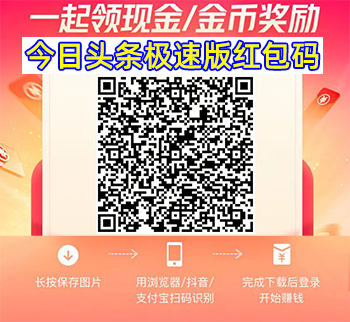 一起领现金/金币奖励
今日头条极速版红包码
长按保存图片
用浏览器/抖音/
支付宝扫码识别
完成下载后登录
开始赚钱